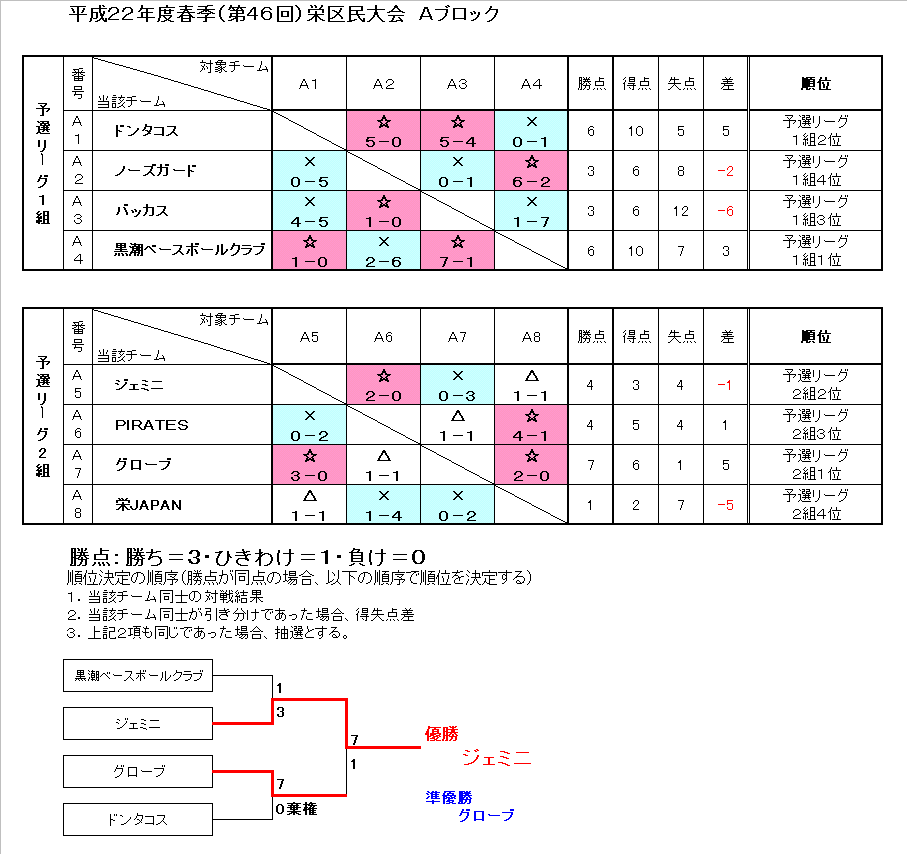 平成22年度春季(第46回)栄区民大会 Aブロック
予選リーグ1組
番号 対象チーム 当該チーム A1 A2 A3 A4 勝点 得点 失点 差 順位
A1 ドンタコス ☆ 5-0 ☆ 5-4 × 0-1 6 10 5 5 予選リーグ1組2位
A2 ノーズガード × 0-5 × 0-1 ☆ 6-2 3 6 8 -2 予選リーグ1組4位
A3 バッカス × 4-5 ☆ 1-0 × 1-7 3 6 12 -6 予選リーグ1組3位
A4 黒潮ベースボールクラブ ☆ 1-0 × 2-6 ☆ 7-1 6 10 7 3 予選リーグ1組1位
予選リーグ2組
番号 対象チーム 当該チーム A5 A6 A7 A8 勝点 得点 失点 差 順位
A5 ジェミニ ☆ 2-0 × 0-3 △ 1-1 4 3 4 -1 予選リーグ2組2位
A6 PIRATES × 0-2 △ 1-1 ☆ 4-1 4 5 4 1 予選リーグ2組3位
A7 グローブ ☆ 3-0 △ 1-1 ☆ 2-0 7 6 1 5 予選リーグ2組1位
A8 栄JAPAN △ 1-1 × 1-4 × 0-2 1 2 7 -5 予選リーグ2組4位
勝点:勝ち=3・ひきわけ=1・負け=0
順位決定の順序(勝点が同点の場合、以下の順序で順位を決定する)
1.当該チーム同士の対戦結果
2.当該チーム同士が引き分けであった場合、得失点差
3.上記2項も同じであった場合、抽選とする。
黒潮ベースボールクラブ
1
ジェミニ
3
7
優勝
ジェミニ
グローブ
7
1
ドンタコス
0棄権
準優勝
グローブ